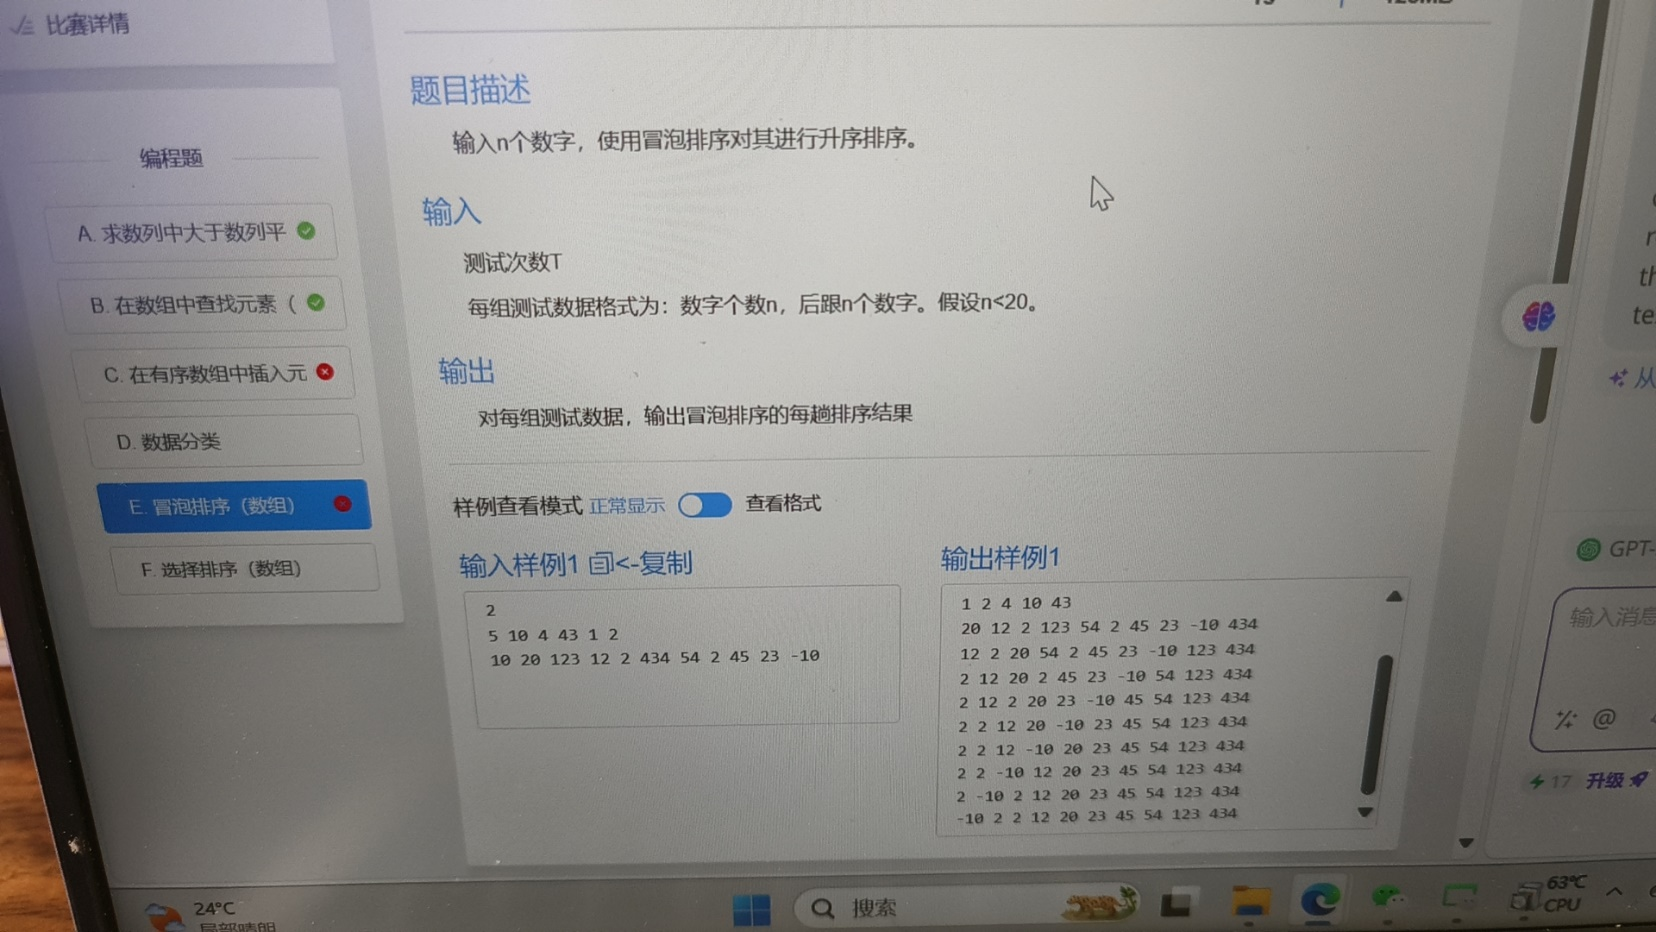 比赛详情
编程题
A. 求数列中大于数列平
B. 在数组中查找元素（
C. 在有序数组中插入元
D. 数据分类
E. 冒泡排序（数组）
F. 选择排序（数组）
题目描述
输入n个数字，使用冒泡排序对其进行升序排序。
输入
测试次数T
每组测试数据格式为：数字个数n，后跟n个数字。假设n<20。
输出
对每组测试数据，输出冒泡排序的每趟排序结果
样例查看模式 正常显示 查看格式
输入样例1 <-复制
2
5 10 4 43 1 2
10 20 123 12 2 434 54 2 45 23 -10
输出样例1
1 2 4 10 43
20 12 2 123 54 2 45 23 -10 434
12 2 20 54 2 45 23 -10 123 434
2 12 20 2 45 23 -10 54 123 434
2 12 2 20 23 -10 45 54 123 434
2 2 12 20 -10 23 45 54 123 434
2 2 12 -10 20 23 45 54 123 434
2 2 -10 12 20 23 45 54 123 434
2 -10 2 12 20 23 45 54 123 434
-10 2 2 12 20 23 45 54 123 434
th
te
从
GPT-
输入消息
@
17 升级
24°C
局部晴朗
搜索
63°C
CPU